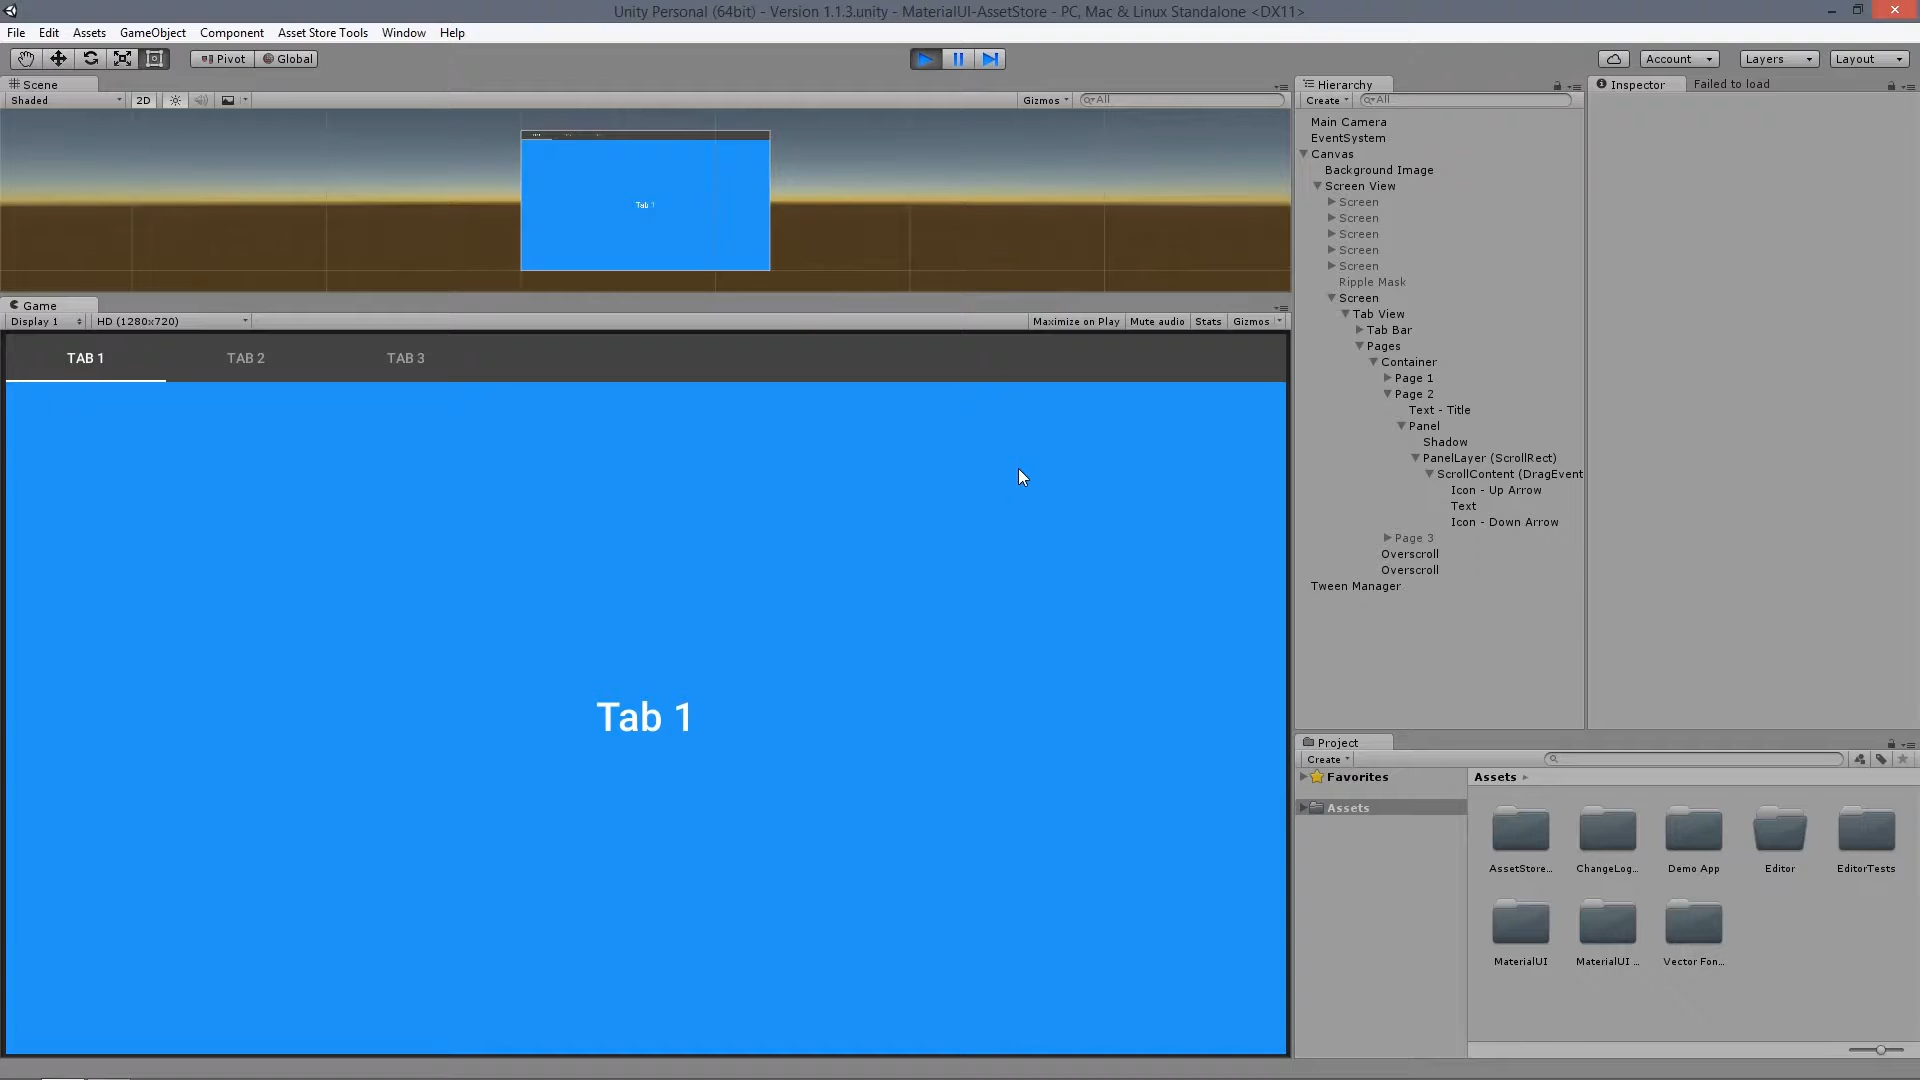 Unity Personal (64bit) - Version 1.1.3.unity - MaterialUI-AssetStore - PC, Mac & Linux Standalone <DX11>
File Edit Assets GameObject Component Asset Store Tools Window Help
Pivot Global Account Layers Layout
Scene
Shaded 2D Gizmos All
Tab 1
Game
Display 1 HD (1280x720) Maximize on Play Mute audio Stats Gizmos
TAB 1 TAB 2 TAB 3
Tab 1
Hierarchy
Create All
Main Camera
EventSystem
Canvas
Background Image
Screen View
Screen
Screen
Screen
Screen
Screen
Ripple Mask
Screen
Tab View
Tab Bar
Pages
Container
Page 1
Page 2
Text - Title
Panel
Shadow
PanelLayer (ScrollRect)
ScrollContent (DragEvent
Icon - Up Arrow
Text
Icon - Down Arrow
Page 3
Overscroll
Overscroll
Tween Manager
Inspector Failed to load
Project
Create
Favorites
Assets
Assets
AssetStore... ChangeLog... Demo App Editor EditorTests
MaterialUI MaterialUI ... Vector Fon...